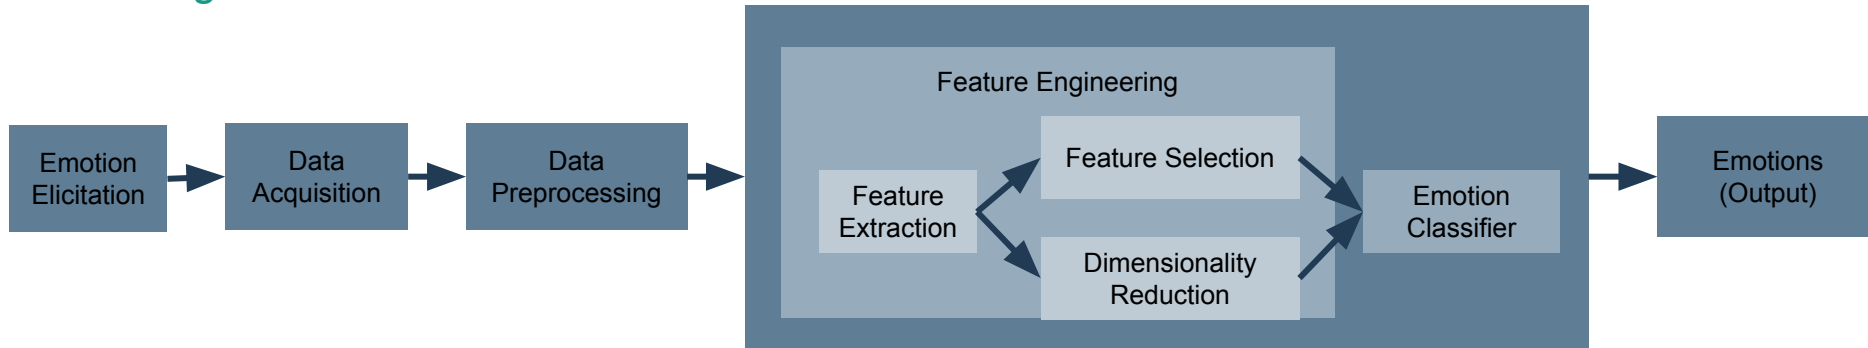 Emotion
Elicitation
Data
Acquisition
Data
Preprocessing
Feature Engineering
Feature
Extraction
Feature Selection
Dimensionality
Reduction
Emotion
Classifier
Emotions
(Output)